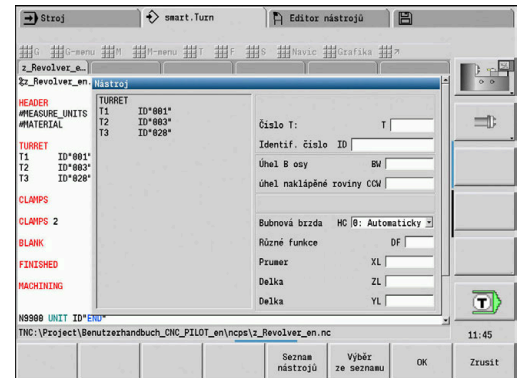 Stroj
smart.Turn
Editor nástrojů
G G-menu M M-menu T F S Navíc Grafika
z_Revolver_e…
z_Revolver_en.
HEADER
#MEASURE_UNITS
#MATERIAL
TURRET
T1 ID"001"
T2 ID"003"
T3 ID"028"
CLAMPS
CLAMPS 2
BLANK
FINISHED
MACHINING
N9900 UNIT ID"END"
Nástroj
TURRET
T1 ID"001"
T2 ID"003"
T3 ID"028"
Číslo T: T
Identif. číslo ID
Úhel B osy BW
úhel naklápěné roviny CCW
Bubnová brzda HC 0: Automaticky
Různé funkce DF
Prumer XL
Delka ZL
Delka YL
TNC:\Project\Benutzerhandbuch_CNC_PILOT_en\ncps\z_Revolver_en.nc
11:45
T
Seznam nástrojů
Výběr ze seznamu
OK
Zrusit